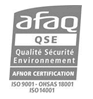 afaq
QSE
Qualité Sécurité
Environnement
AFNOR CERTIFICATION
ISO 9001 - OHSAS 18001
ISO 14001